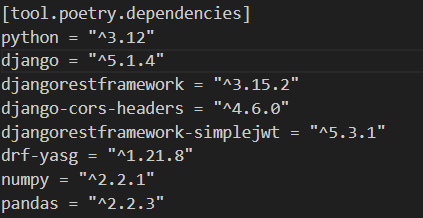 [tool.poetry.dependencies]
python = "^3.12"
django = "^5.1.4"
djangorestframework = "^3.15.2"
django-cors-headers = "^4.6.0"
djangorestframework-simplejwt = "^5.3.1"
drf-yasg = "^1.21.8"
numpy = "^2.2.1"
pandas = "^2.2.3"